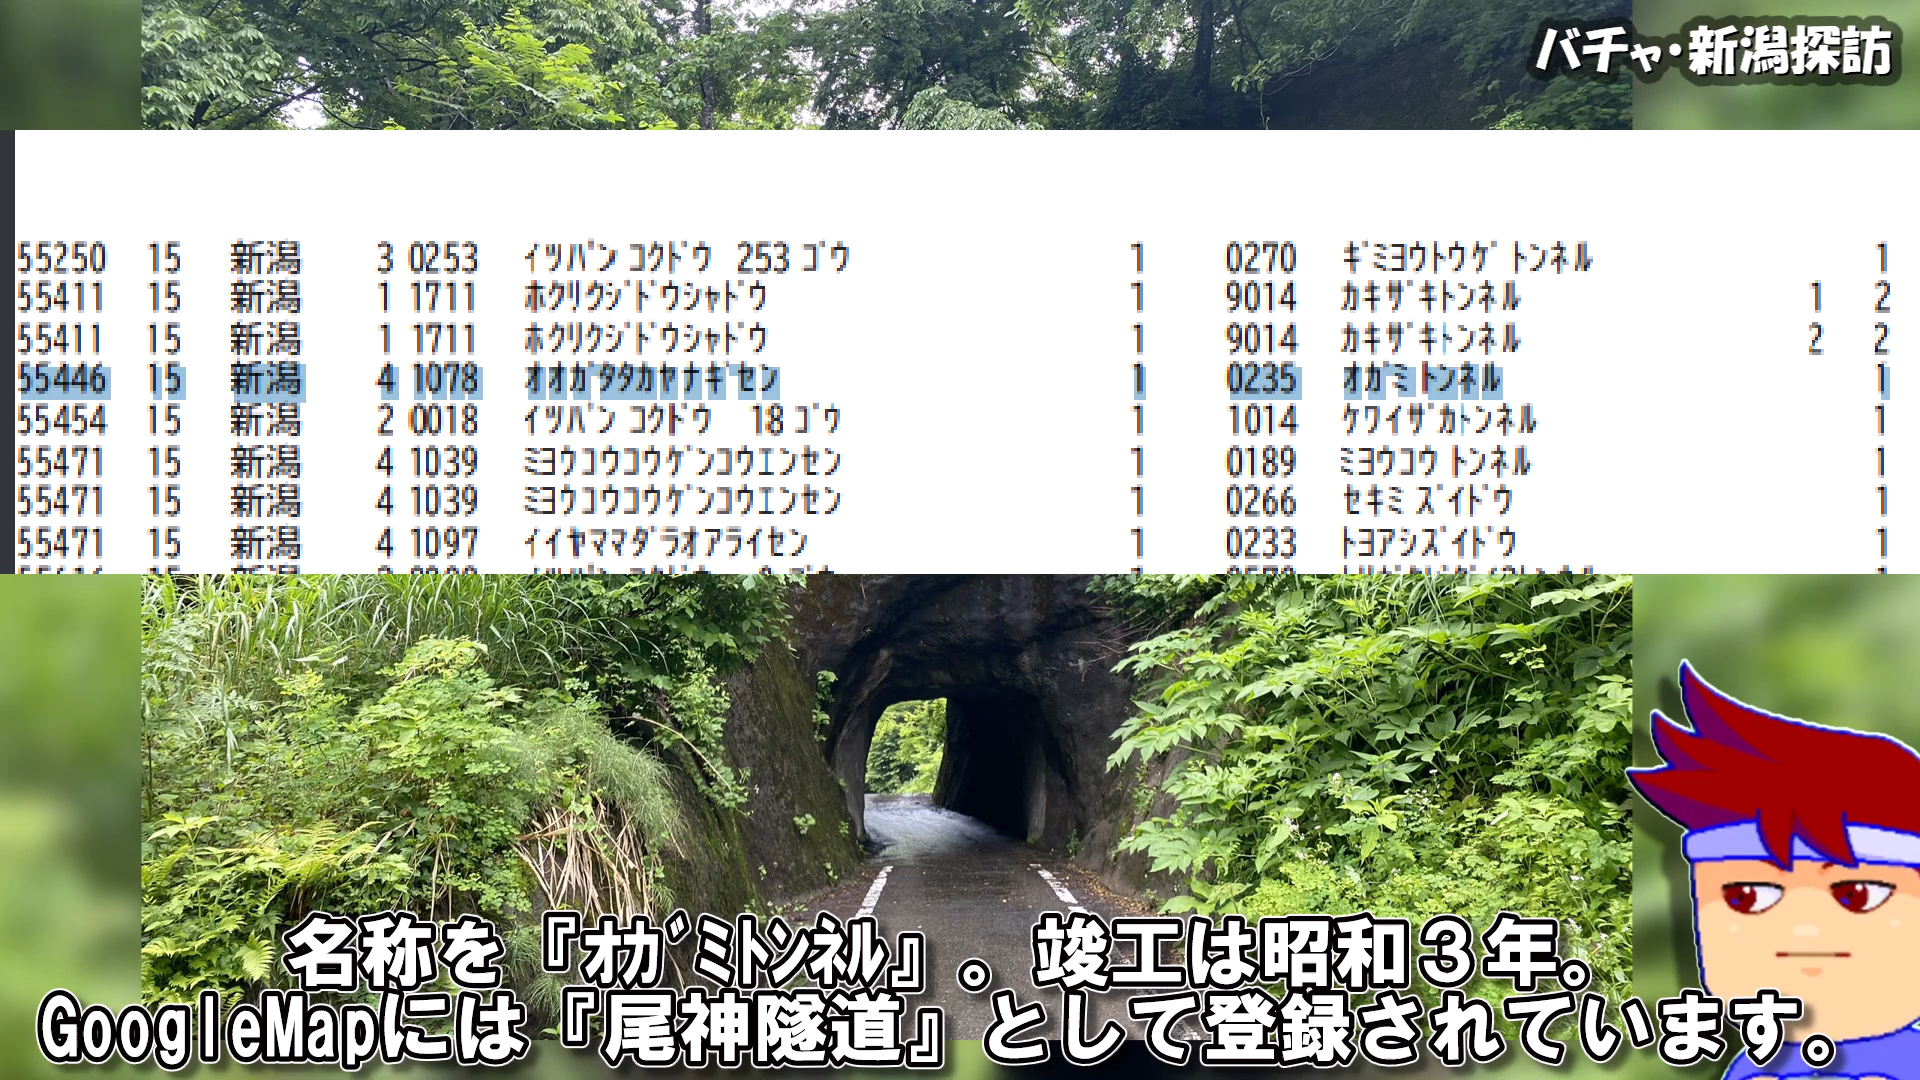 バチャ・新潟探訪
55250 15 新潟 3 0253 ｲﾂﾊﾟﾝ ｺｸﾄﾞｳ 253 ｺﾞｳ 1 0270 ｷﾞﾐﾖｳﾄｳｹﾞ ﾄﾝﾈﾙ 1
55411 15 新潟 1 1711 ﾎｸﾘｸｼﾞﾄﾞｳｼｬﾄﾞｳ 1 9014 ｶｷｻﾞｷﾄﾝﾈﾙ 1 2
55411 15 新潟 1 1711 ﾎｸﾘｸｼﾞﾄﾞｳｼｬﾄﾞｳ 1 9014 ｶｷｻﾞｷﾄﾝﾈﾙ 2 2
55446 15 新潟 4 1078 ｵｵｶﾞﾀﾀｶﾔﾅｷﾞｾﾝ 1 0235 ｵｶﾞﾐ ﾄﾝﾈﾙ 1
55454 15 新潟 2 0018 ｲﾂﾊﾟﾝ ｺｸﾄﾞｳ 18 ｺﾞｳ 1 1014 ｹﾜｲｻﾞｶﾄﾝﾈﾙ 1
55471 15 新潟 4 1039 ﾐﾖｳｺｳｺｳｹﾞﾝｺｳｴﾝｾﾝ 1 0189 ﾐﾖｳｺｳ ﾄﾝﾈﾙ 1
55471 15 新潟 4 1039 ﾐﾖｳｺｳｺｳｹﾞﾝｺｳｴﾝｾﾝ 1 0266 ｾｷﾐ ｽﾞｲﾄﾞｳ 1
55471 15 新潟 4 1097 ｲｲﾔﾏﾏﾀﾞﾗｵｱﾗｲｾﾝ 1 0233 ﾄﾖｱｼｽﾞｲﾄﾞｳ 1
名称を『ｵｶﾞﾐﾄﾝﾈﾙ』。竣工は昭和３年。
GoogleMapには『尾神隧道』として登録されています。